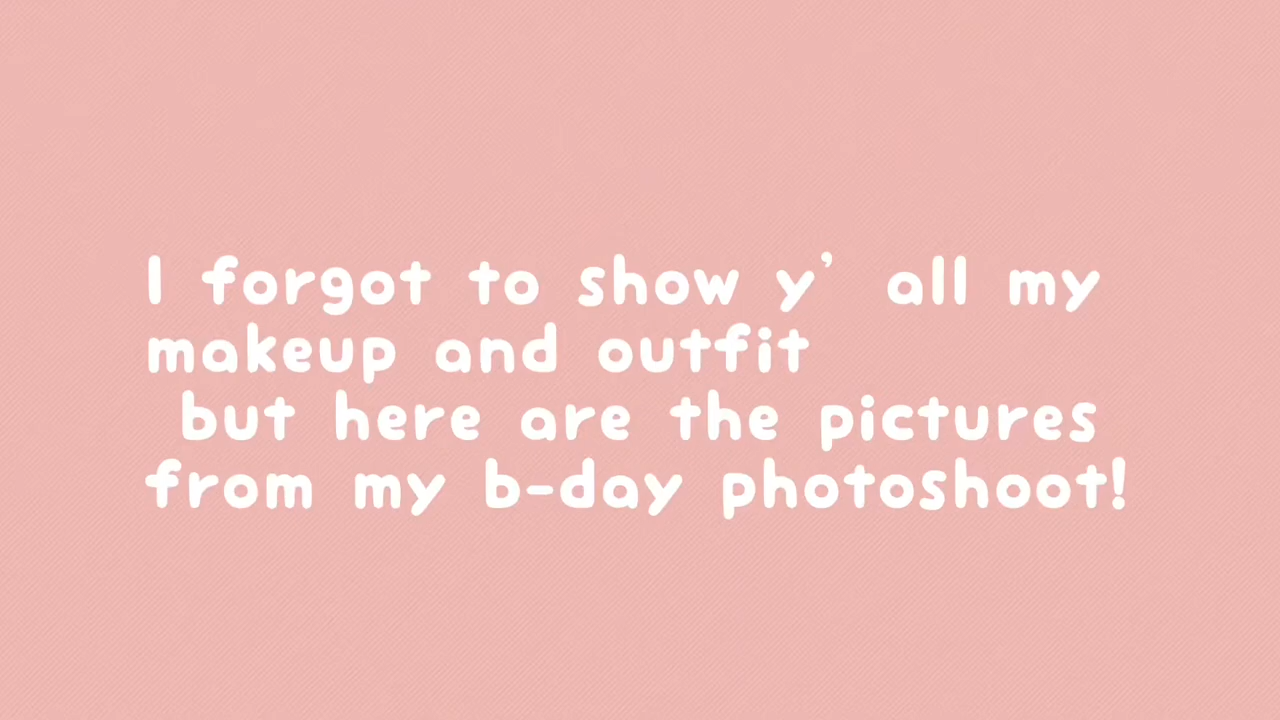 I forgot to show y’ all my
makeup and outfit
but here are the pictures
from my b-day photoshoot!